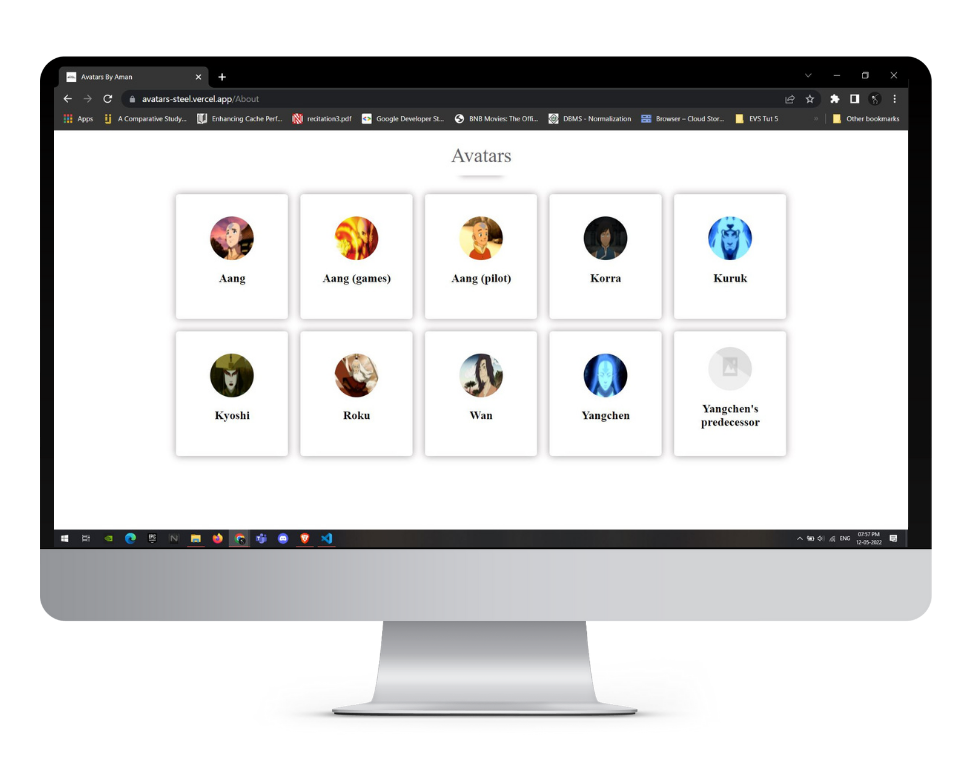 Avatars By Aman
avatars-steel.vercel.app/About
Apps A Comparative Study... Enhancing Cache Perf... recitation3.pdf Google Developer St... BNB Movies: The Offi... DBMS - Normalization Browser – Cloud Stor... EVS Tut 5 » Other bookmarks
Avatars
Aang Aang (games) Aang (pilot) Korra Kuruk
Kyoshi Roku Wan Yangchen Yangchen's
predecessor
ENG 07:57 PM
12-05-2022